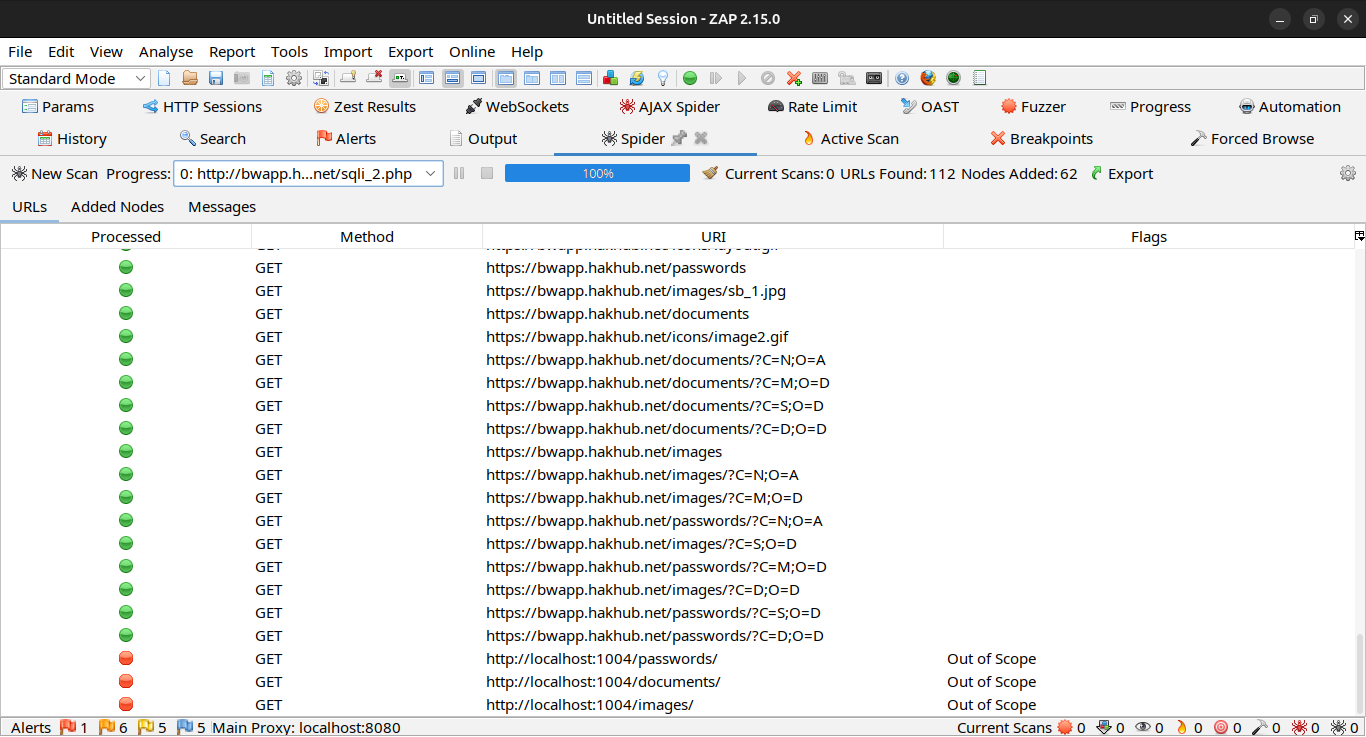 Untitled Session - ZAP 2.15.0
File Edit View Analyse Report Tools Import Export Online Help
Standard Mode
Params HTTP Sessions Zest Results WebSockets AJAX Spider Rate Limit OAST Fuzzer Progress Automation
History Search Alerts Output Spider Active Scan Breakpoints Forced Browse
New Scan Progress: 0: http://bwapp.h...net/sqli_2.php 100% Current Scans: 0 URLs Found: 112 Nodes Added: 62 Export
URLs Added Nodes Messages
Processed Method URI Flags
GET https://bwapp.hakhub.net/passwords
GET https://bwapp.hakhub.net/images/sb_1.jpg
GET https://bwapp.hakhub.net/documents
GET https://bwapp.hakhub.net/icons/image2.gif
GET https://bwapp.hakhub.net/documents/?C=N;O=A
GET https://bwapp.hakhub.net/documents/?C=M;O=D
GET https://bwapp.hakhub.net/documents/?C=S;O=D
GET https://bwapp.hakhub.net/documents/?C=D;O=D
GET https://bwapp.hakhub.net/images
GET https://bwapp.hakhub.net/images/?C=N;O=A
GET https://bwapp.hakhub.net/images/?C=M;O=D
GET https://bwapp.hakhub.net/passwords/?C=N;O=A
GET https://bwapp.hakhub.net/images/?C=S;O=D
GET https://bwapp.hakhub.net/passwords/?C=M;O=D
GET https://bwapp.hakhub.net/images/?C=D;O=D
GET https://bwapp.hakhub.net/passwords/?C=S;O=D
GET https://bwapp.hakhub.net/passwords/?C=D;O=D
GET http://localhost:1004/passwords/ Out of Scope
GET http://localhost:1004/documents/ Out of Scope
GET http://localhost:1004/images/ Out of Scope
Alerts 1 6 5 5 Main Proxy: localhost:8080 Current Scans 0 0 0 0 0 0 0 0